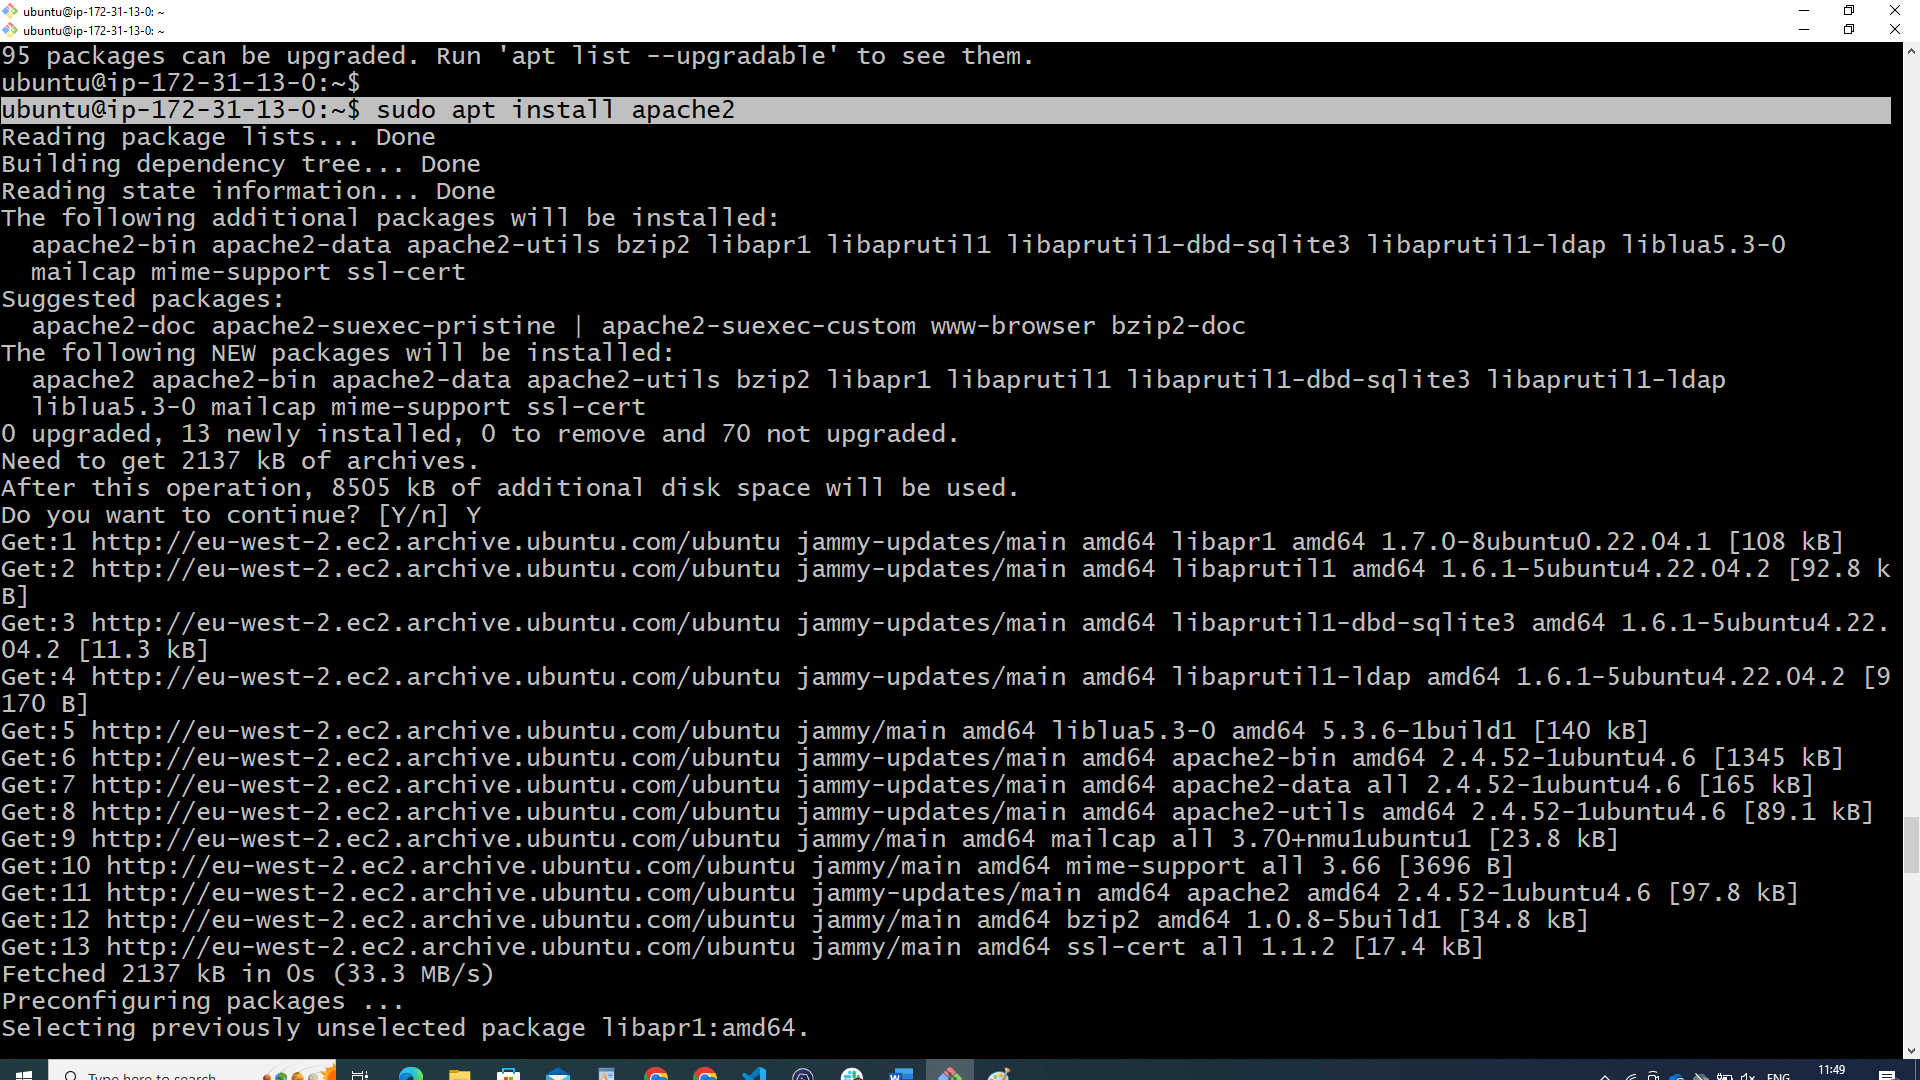 ubuntu@ip-172-31-13-0: ~
ubuntu@ip-172-31-13-0: ~
95 packages can be upgraded. Run 'apt list --upgradable' to see them.
ubuntu@ip-172-31-13-0:~$
ubuntu@ip-172-31-13-0:~$ sudo apt install apache2
Reading package lists... Done
Building dependency tree... Done
Reading state information... Done
The following additional packages will be installed:
  apache2-bin apache2-data apache2-utils bzip2 libapr1 libaprutil1 libaprutil1-dbd-sqlite3 libaprutil1-ldap liblua5.3-0
  mailcap mime-support ssl-cert
Suggested packages:
  apache2-doc apache2-suexec-pristine | apache2-suexec-custom www-browser bzip2-doc
The following NEW packages will be installed:
  apache2 apache2-bin apache2-data apache2-utils bzip2 libapr1 libaprutil1 libaprutil1-dbd-sqlite3 libaprutil1-ldap
  liblua5.3-0 mailcap mime-support ssl-cert
0 upgraded, 13 newly installed, 0 to remove and 70 not upgraded.
Need to get 2137 kB of archives.
After this operation, 8505 kB of additional disk space will be used.
Do you want to continue? [Y/n] Y
Get:1 http://eu-west-2.ec2.archive.ubuntu.com/ubuntu jammy-updates/main amd64 libapr1 amd64 1.7.0-8ubuntu0.22.04.1 [108 kB]
Get:2 http://eu-west-2.ec2.archive.ubuntu.com/ubuntu jammy-updates/main amd64 libaprutil1 amd64 1.6.1-5ubuntu4.22.04.2 [92.8 k
B]
Get:3 http://eu-west-2.ec2.archive.ubuntu.com/ubuntu jammy-updates/main amd64 libaprutil1-dbd-sqlite3 amd64 1.6.1-5ubuntu4.22.
04.2 [11.3 kB]
Get:4 http://eu-west-2.ec2.archive.ubuntu.com/ubuntu jammy-updates/main amd64 libaprutil1-ldap amd64 1.6.1-5ubuntu4.22.04.2 [9
170 B]
Get:5 http://eu-west-2.ec2.archive.ubuntu.com/ubuntu jammy/main amd64 liblua5.3-0 amd64 5.3.6-1build1 [140 kB]
Get:6 http://eu-west-2.ec2.archive.ubuntu.com/ubuntu jammy-updates/main amd64 apache2-bin amd64 2.4.52-1ubuntu4.6 [1345 kB]
Get:7 http://eu-west-2.ec2.archive.ubuntu.com/ubuntu jammy-updates/main amd64 apache2-data all 2.4.52-1ubuntu4.6 [165 kB]
Get:8 http://eu-west-2.ec2.archive.ubuntu.com/ubuntu jammy-updates/main amd64 apache2-utils amd64 2.4.52-1ubuntu4.6 [89.1 kB]
Get:9 http://eu-west-2.ec2.archive.ubuntu.com/ubuntu jammy/main amd64 mailcap all 3.70+nmu1ubuntu1 [23.8 kB]
Get:10 http://eu-west-2.ec2.archive.ubuntu.com/ubuntu jammy/main amd64 mime-support all 3.66 [3696 B]
Get:11 http://eu-west-2.ec2.archive.ubuntu.com/ubuntu jammy-updates/main amd64 apache2 amd64 2.4.52-1ubuntu4.6 [97.8 kB]
Get:12 http://eu-west-2.ec2.archive.ubuntu.com/ubuntu jammy/main amd64 bzip2 amd64 1.0.8-5build1 [34.8 kB]
Get:13 http://eu-west-2.ec2.archive.ubuntu.com/ubuntu jammy/main amd64 ssl-cert all 1.1.2 [17.4 kB]
Fetched 2137 kB in 0s (33.3 MB/s)
Preconfiguring packages ...
Selecting previously unselected package libapr1:amd64.
Type here to search
ENG
11:49